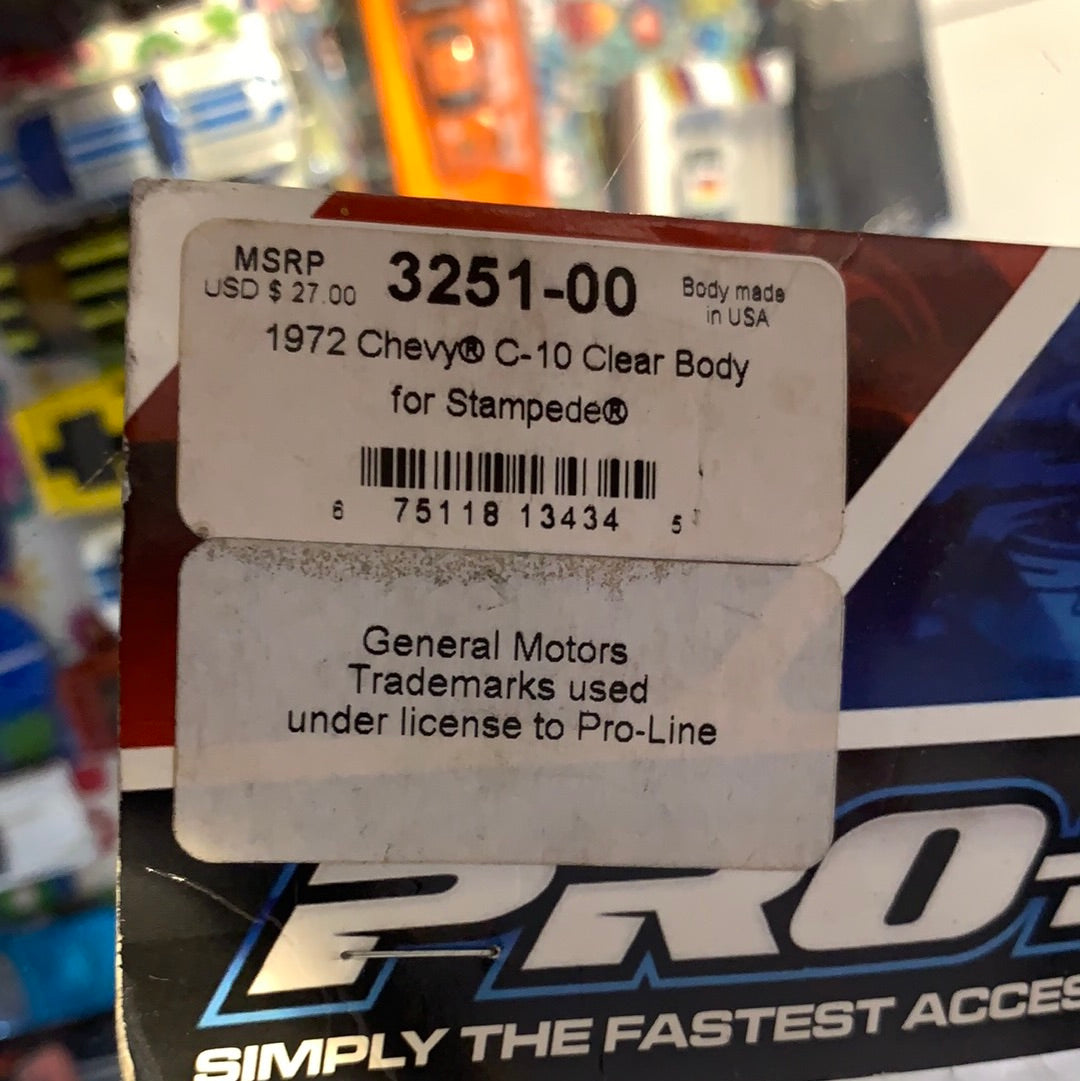 MSRP
USD $ 27.00
3251-00
Body made
in USA
1972 Chevy® C-10 Clear Body
for Stampede®
6 75118 13434 5
General Motors
Trademarks used
under license to Pro-Line
PRO-
SIMPLY THE FASTEST ACCES